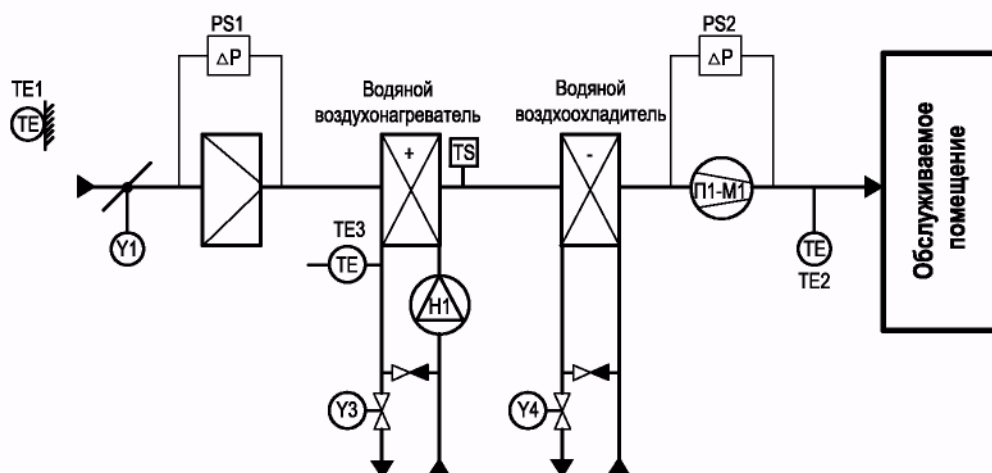 PS1
ΔP
PS2
ΔP
TE1
TE
Водяной
воздухонагреватель
Водяной
воздхоохладитель
+
TS
-
П1-М1
Y1
TE3
TE
TE
TE2
Обслуживаемое
помещение
H1
Y3
Y4